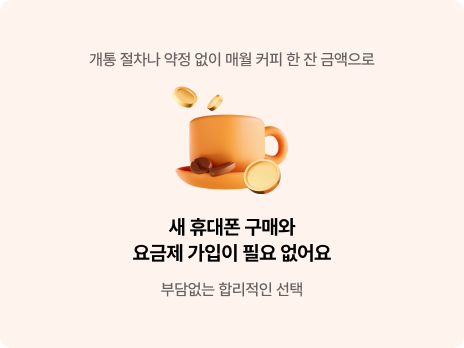 개통 절차나 약정 없이 매월 커피 한 잔 금액으로
새 휴대폰 구매와
요금제 가입이 필요 없어요
부담없는 합리적인 선택